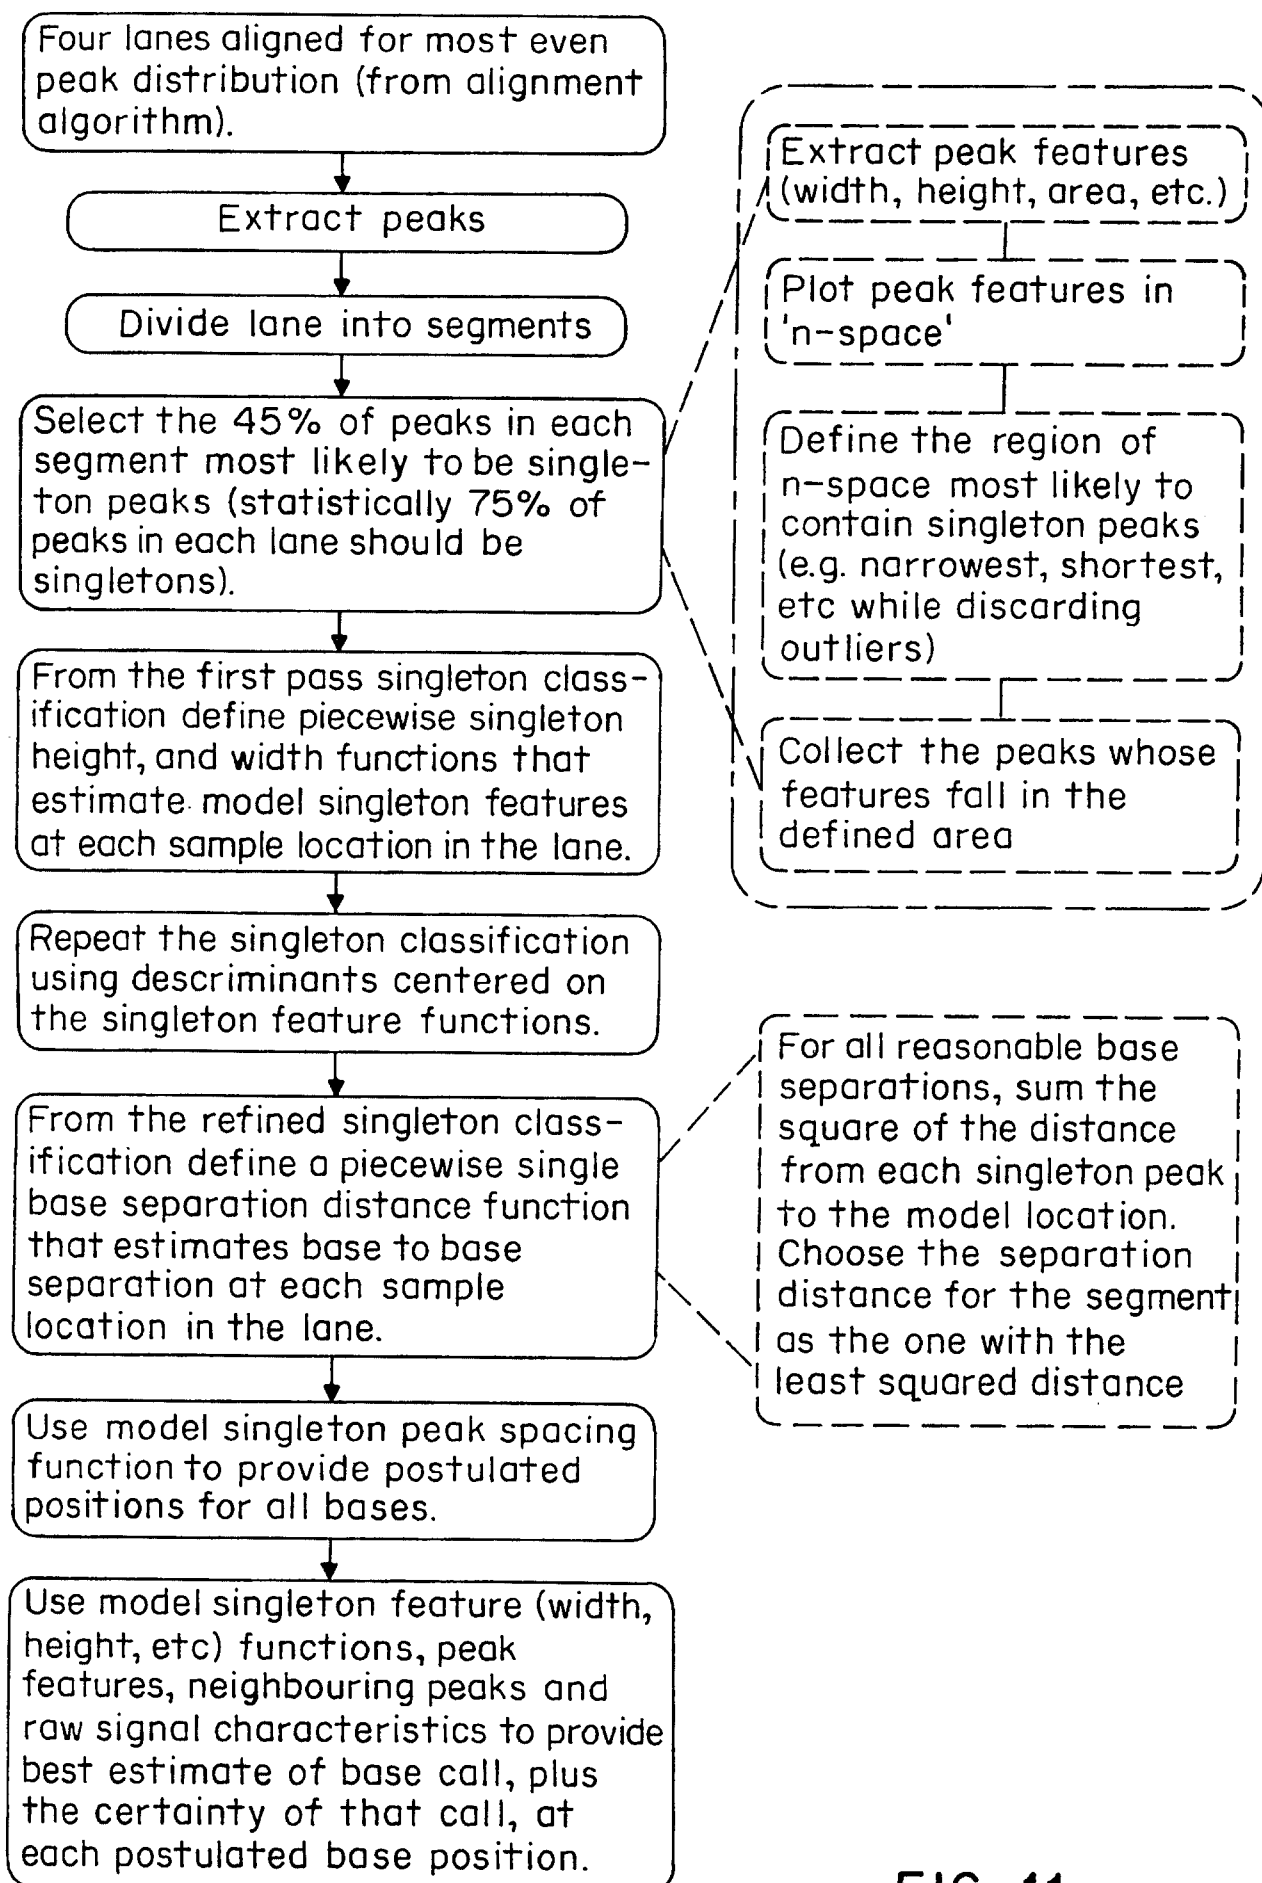 Four lanes aligned for most even
peak distribution (from alignment
algorithm).
Extract peaks
Divide lane into segments
Select the 45% of peaks in each
segment most likely to be single-
ton peaks (statistically 75% of
peaks in each lane should be
singletons).
From the first pass singleton class-
ification define piecewise singleton
height, and width functions that
estimate model singleton features
at each sample location in the lane.
Repeat the singleton classification
using descriminants centered on
the singleton feature functions.
From the refined singleton class-
ification define a piecewise single
base separation distance function
that estimates base to base
separation at each sample
location in the lane.
Use model singleton peak spacing
function to provide postulated
positions for all bases.
Use model singleton feature (width,
height, etc) functions, peak
features, neighbouring peaks and
raw signal characteristics to provide
best estimate of base call, plus
the certainty of that call, at
each postulated base position.
Extract peak features
(width, height, area, etc.)
Plot peak features in
'n-space'
Define the region of
n-space most likely to
contain singleton peaks
(e.g. narrowest, shortest,
etc while discarding
outliers)
Collect the peaks whose
features fall in the
defined area
For all reasonable base
separations, sum the
square of the distance
from each singleton peak
to the model location.
Choose the separation
distance for the segment
as the one with the
least squared distance
FIG. 11